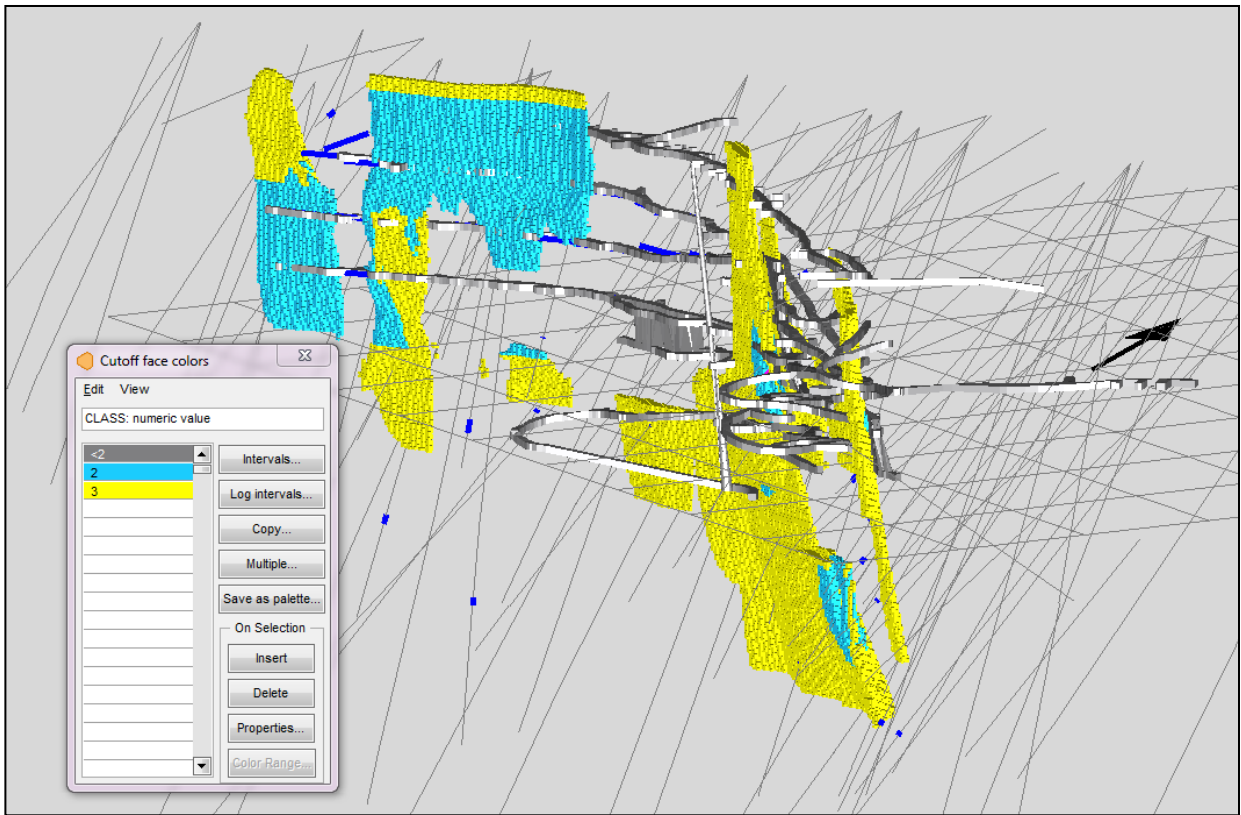 Cutoff face colors
Edit View
CLASS: numeric value
<2
2
3
Intervals...
Log intervals...
Copy...
Multiple...
Save as palette...
On Selection
Insert
Delete
Properties...
Color Range...